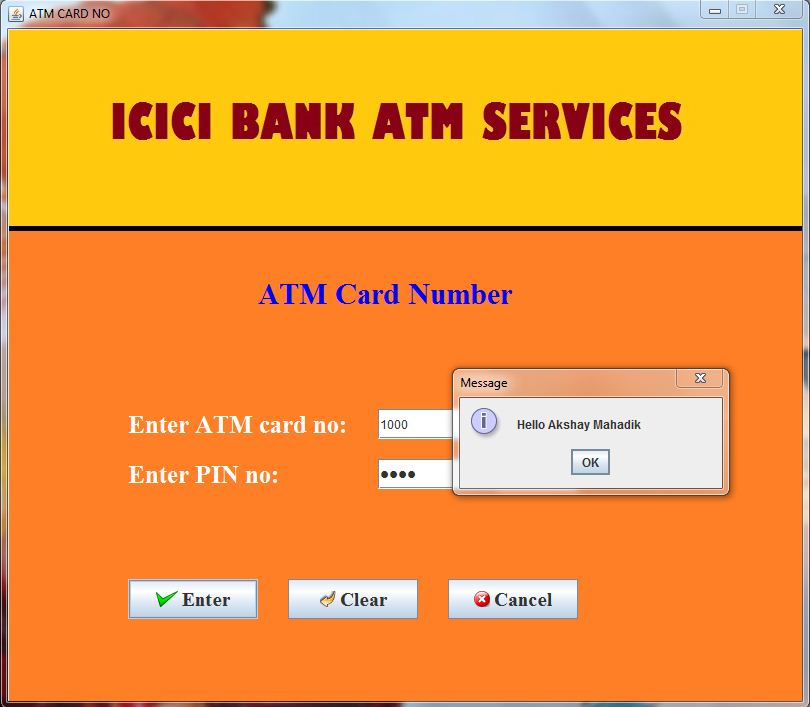 ATM CARD NO
ICICI BANK ATM SERVICES
ATM Card Number
Enter ATM card no: 1000
Enter PIN no: ●●●●
Message
Hello Akshay Mahadik
OK
Enter Clear Cancel